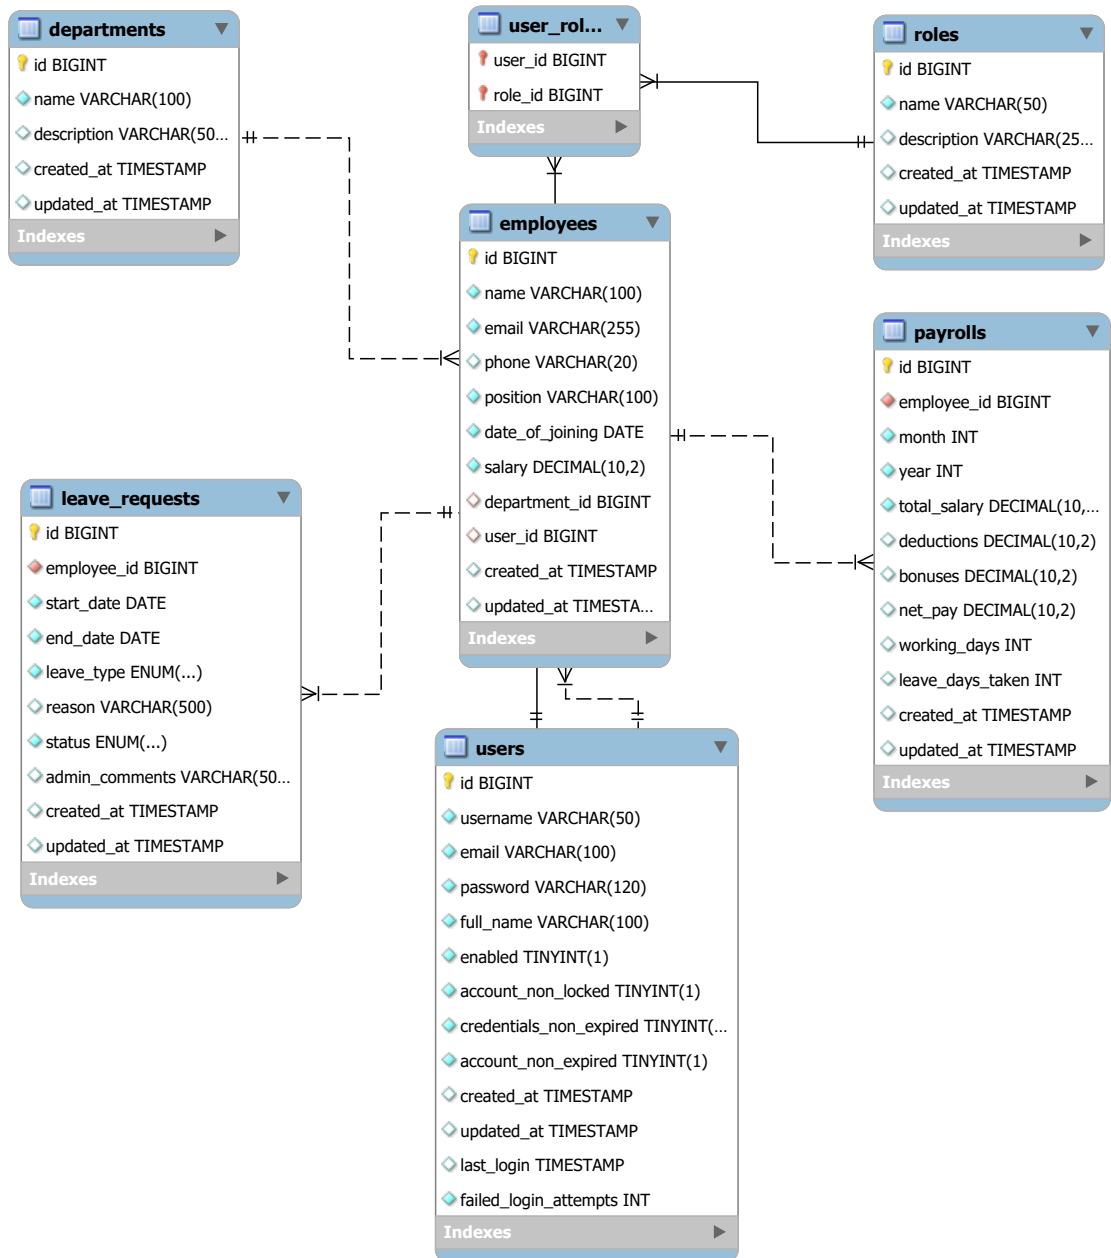 departments
id BIGINT
name VARCHAR(100)
description VARCHAR(50...
created_at TIMESTAMP
updated_at TIMESTAMP
Indexes
user_rol...
user_id BIGINT
role_id BIGINT
Indexes
roles
id BIGINT
name VARCHAR(50)
description VARCHAR(25...
created_at TIMESTAMP
updated_at TIMESTAMP
Indexes
employees
id BIGINT
name VARCHAR(100)
email VARCHAR(255)
phone VARCHAR(20)
position VARCHAR(100)
date_of_joining DATE
salary DECIMAL(10,2)
department_id BIGINT
user_id BIGINT
created_at TIMESTAMP
updated_at TIMESTA...
Indexes
payrolls
id BIGINT
employee_id BIGINT
month INT
year INT
total_salary DECIMAL(10,...
deductions DECIMAL(10,2)
bonuses DECIMAL(10,2)
net_pay DECIMAL(10,2)
working_days INT
leave_days_taken INT
created_at TIMESTAMP
updated_at TIMESTAMP
Indexes
leave_requests
id BIGINT
employee_id BIGINT
start_date DATE
end_date DATE
leave_type ENUM(...)
reason VARCHAR(500)
status ENUM(...)
admin_comments VARCHAR(50...
created_at TIMESTAMP
updated_at TIMESTAMP
Indexes
users
id BIGINT
username VARCHAR(50)
email VARCHAR(100)
password VARCHAR(120)
full_name VARCHAR(100)
enabled TINYINT(1)
account_non_locked TINYINT(1)
credentials_non_expired TINYINT(...
account_non_expired TINYINT(1)
created_at TIMESTAMP
updated_at TIMESTAMP
last_login TIMESTAMP
failed_login_attempts INT
Indexes